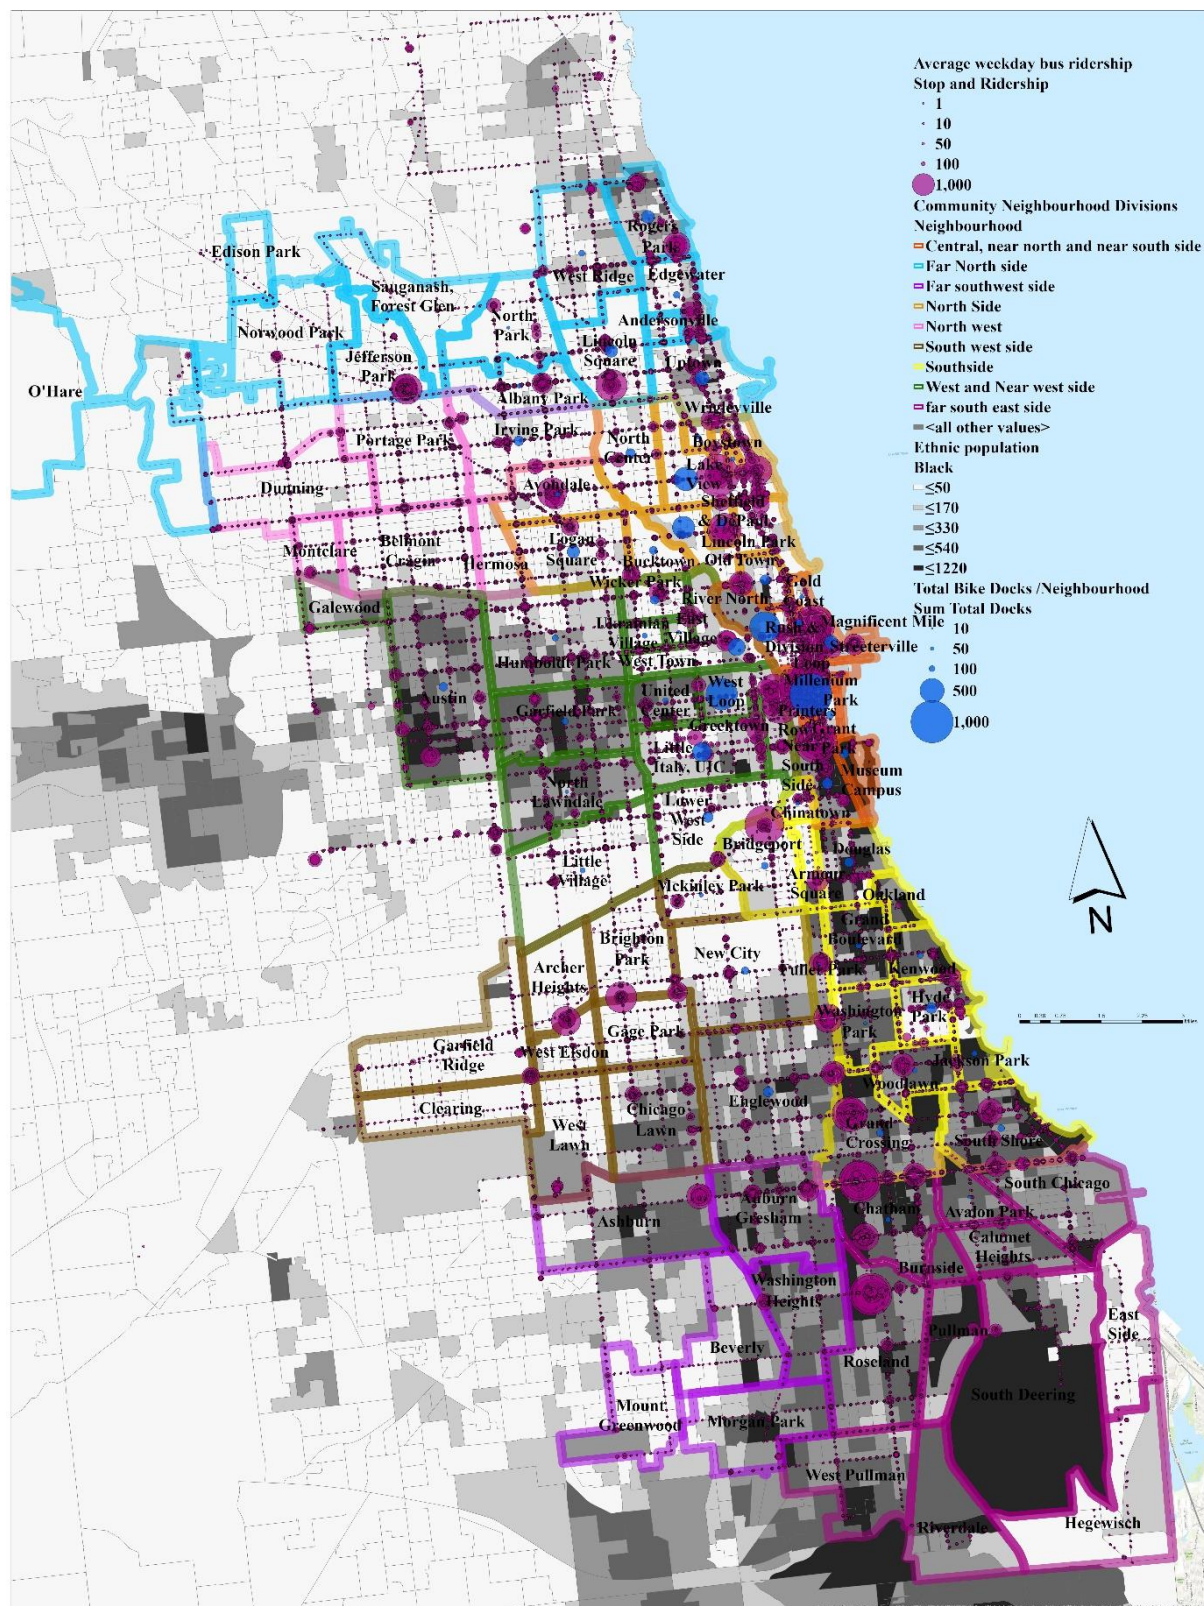 Average weekday bus ridership
Stop and Ridership
1
10
50
100
1,000
Community Neighbourhood Divisions
Neighbourhood
Central, near north and near south side
Far North side
Far southwest side
North Side
North west
South west side
Southside
West and Near west side
far south east side
<all other values>
Ethnic population
Black
≤50
≤170
≤330
≤540
≤1220
Total Bike Docks /Neighbourhood
Sum Total Docks
10
50
100
500
1,000
Rogers
Park
Edison Park
West Ridge
Edgewater
Sauganash,
Forest Glen
North
Park
Andersonville
Norwood Park
Lincoln
Square
Jefferson
Park
Uptown
O'Hare
Albany Park
Wrigleyville
Irving Park
Portage Park
North
Center
Boystown
Lake
View
Dunning
Avondale
Sheffield
& DePaul
Lincoln Park
Montclare
Belmont
Cragin
Hermosa
Logan
Square
Bucktown
Old Town
Wicker Park
Gold
Coast
Galewood
River North
Ukrainian
Village
East
Village
Rush &
Division
Magnificent Mile
Streeterville
Humboldt Park
West Town
Loop
Austin
Garfield Park
United
Center
West
Loop
Millenium
Park
Greektown
Printers
Row
Grant
Park
Little
Italy, UIC
Near
South
Side
Museum
Campus
North
Lawndale
Lower
West
Side
Chinatown
Bridgeport
Little
Village
Douglas
Mckinley Park
Armour
Square
Oakland
Grand
Boulevard
Brighton
Park
New City
Fuller Park
Kenwood
Archer
Heights
Hyde
Park
Washington
Park
Gage Park
Garfield
Ridge
West Elsdon
Jackson Park
Woodlawn
Clearing
Englewood
Chicago
Lawn
West
Lawn
Grand
Crossing
South Shore
South Chicago
Auburn
Gresham
Ashburn
Chatham
Avalon Park
Calumet
Heights
Washington
Heights
Burnside
East
Side
Pullman
Beverly
Roseland
South Deering
Mount
Greenwood
Morgan Park
West Pullman
Riverdale
Hegewisch
N